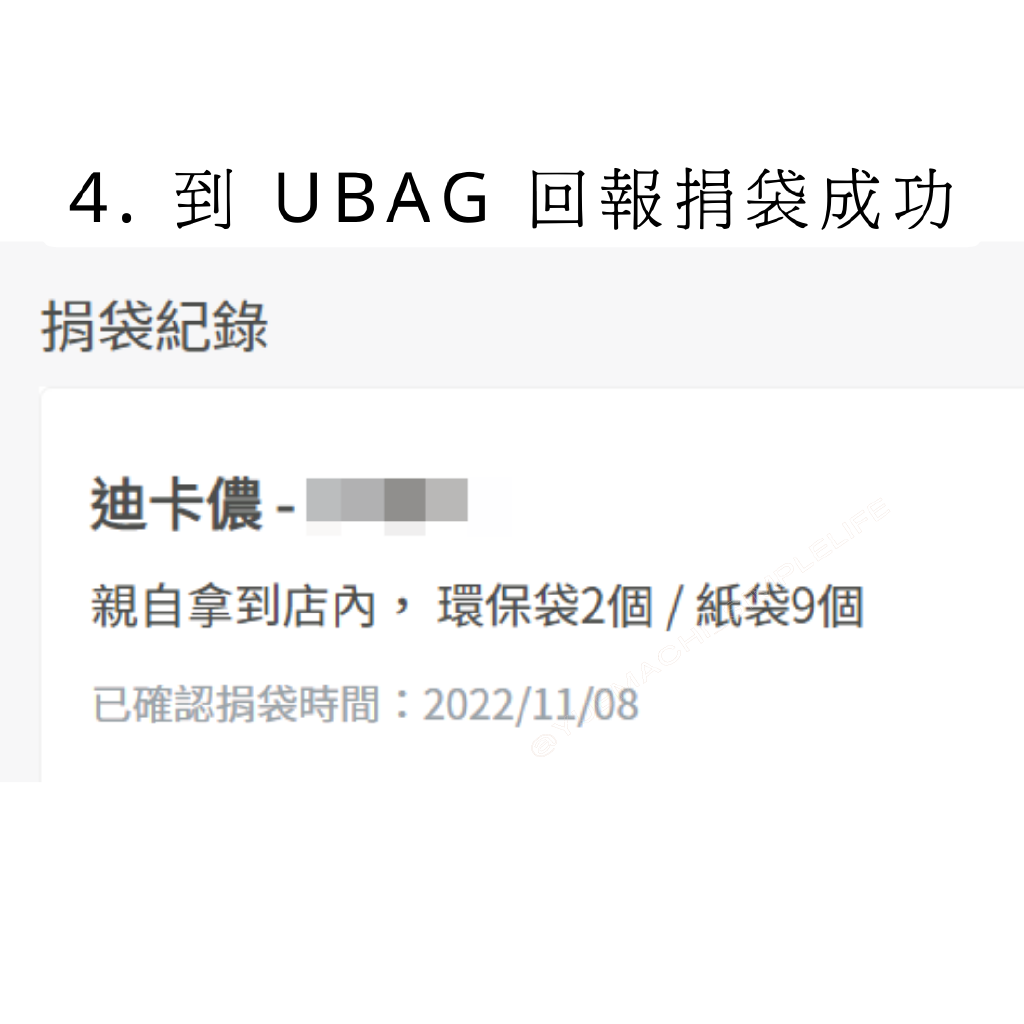 4. 到 UBAG 回報捐袋成功
捐袋紀錄
迪卡儂 -
親自拿到店內， 環保袋2個 / 紙袋9個
已確認捐袋時間：2022/11/08